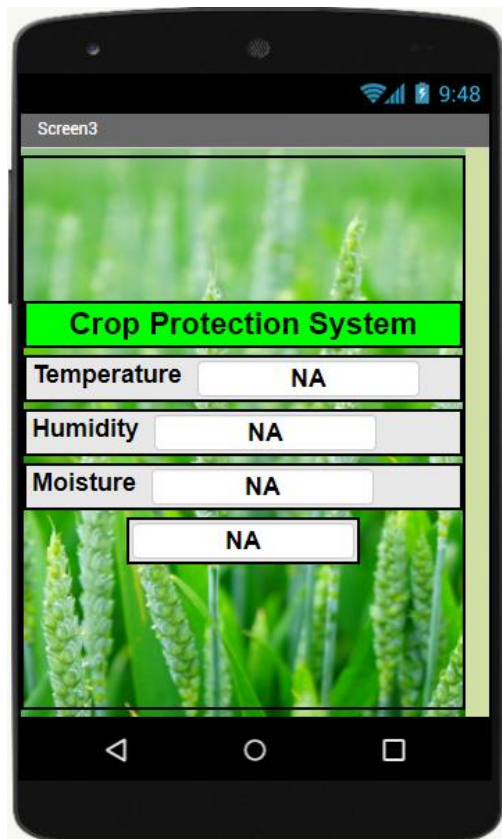 9:48
Screen3
Crop Protection System
Temperature NA
Humidity NA
Moisture NA
NA